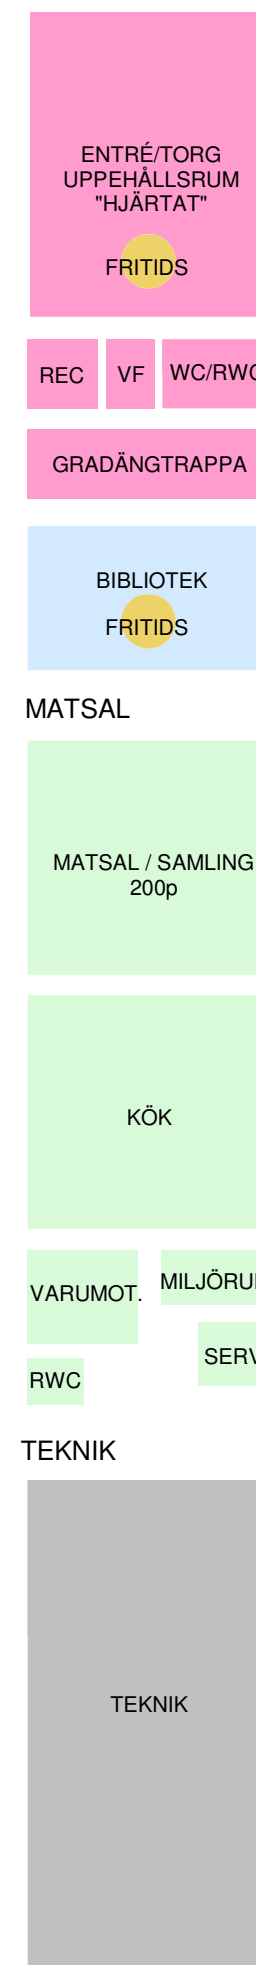 ENTRÉ/TORG
UPPEHÅLLSRUM
"HJÄRTAT"
FRITIDS
REC VF WC/RWC
GRADÄNGTRAPPA
BIBLIOTEK
FRITIDS
MATSAL
MATSAL / SAMLING
200p
KÖK
VARUMOT.
MILJÖRU
SERV
RWC
TEKNIK
TEKNIK